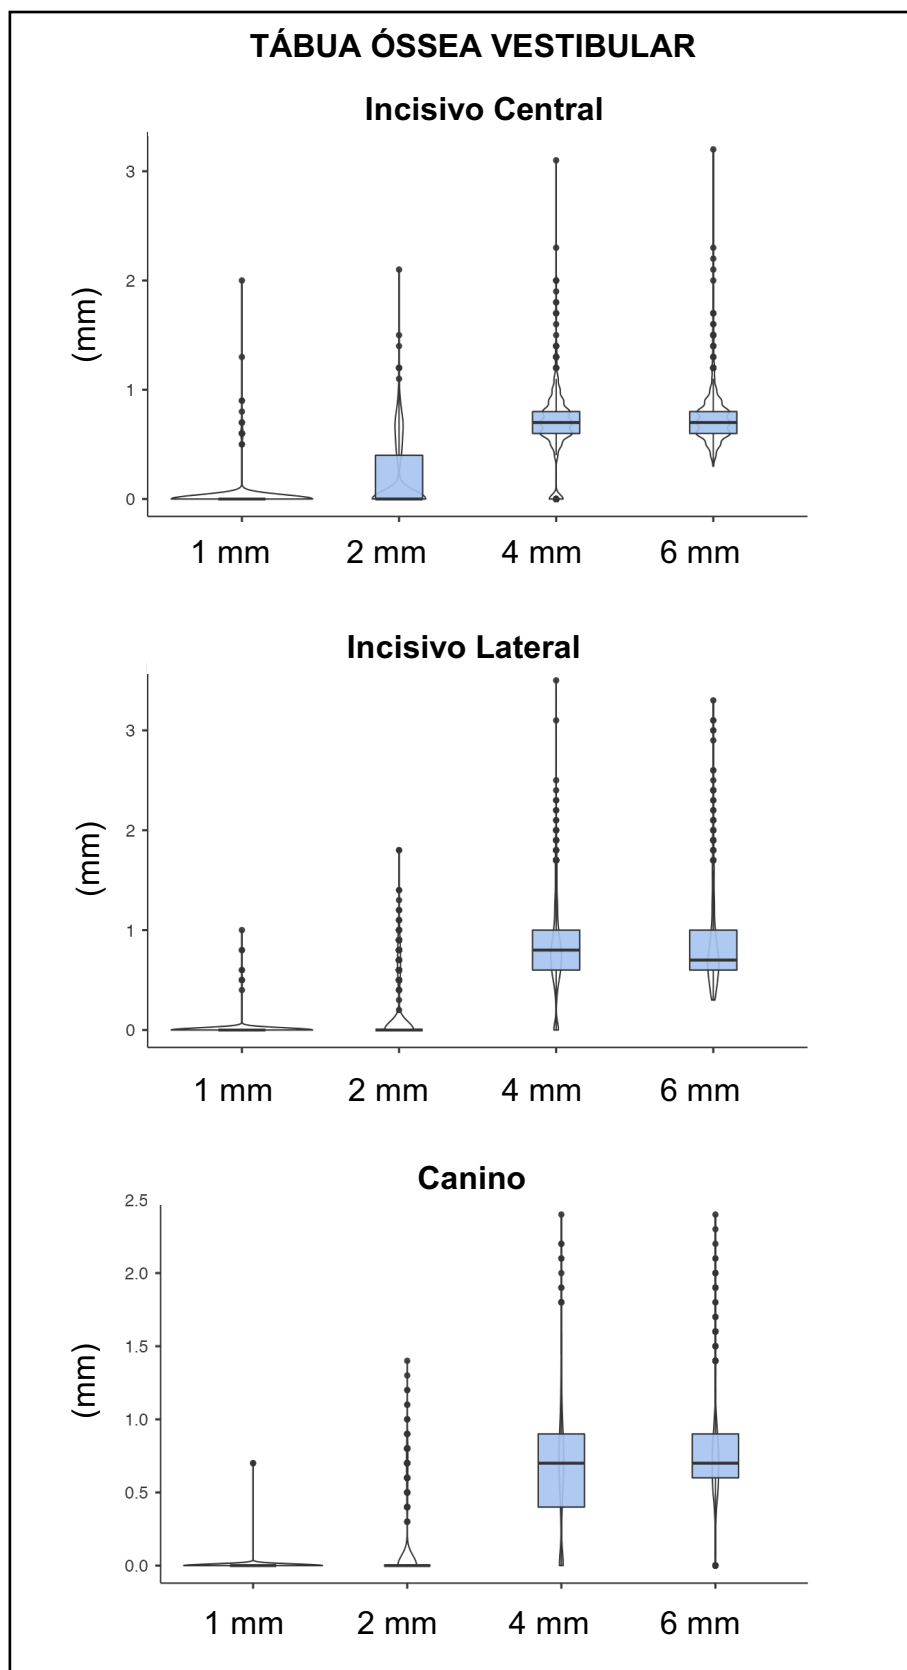 TÁBUA ÓSSEA VESTIBULAR
Incisivo Central
3
2
1
0
(mm)
1 mm 2 mm 4 mm 6 mm
Incisivo Lateral
3
2
1
0
(mm)
1 mm 2 mm 4 mm 6 mm
Canino
2.5
2.0
1.5
1.0
0.5
0.0
(mm)
1 mm 2 mm 4 mm 6 mm